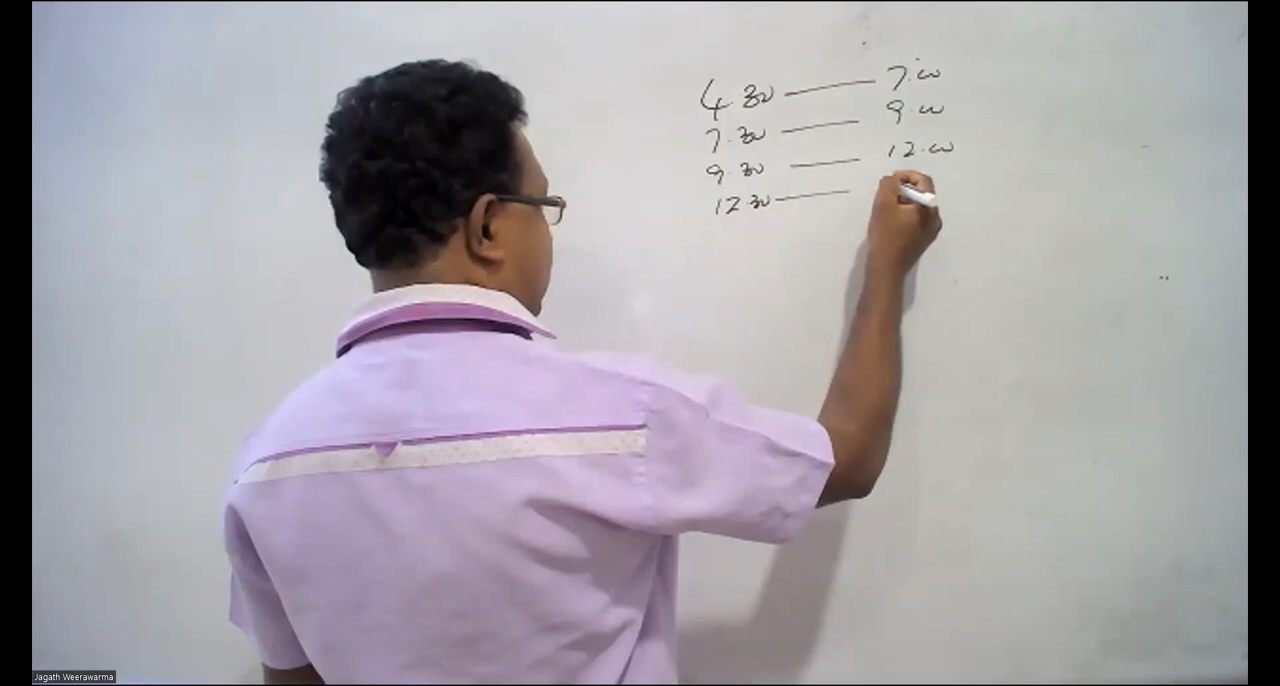 4.30 — 7.00
7.30 — 9.00
9.30 — 12.00
12.30 —
Jagath Weerawarma